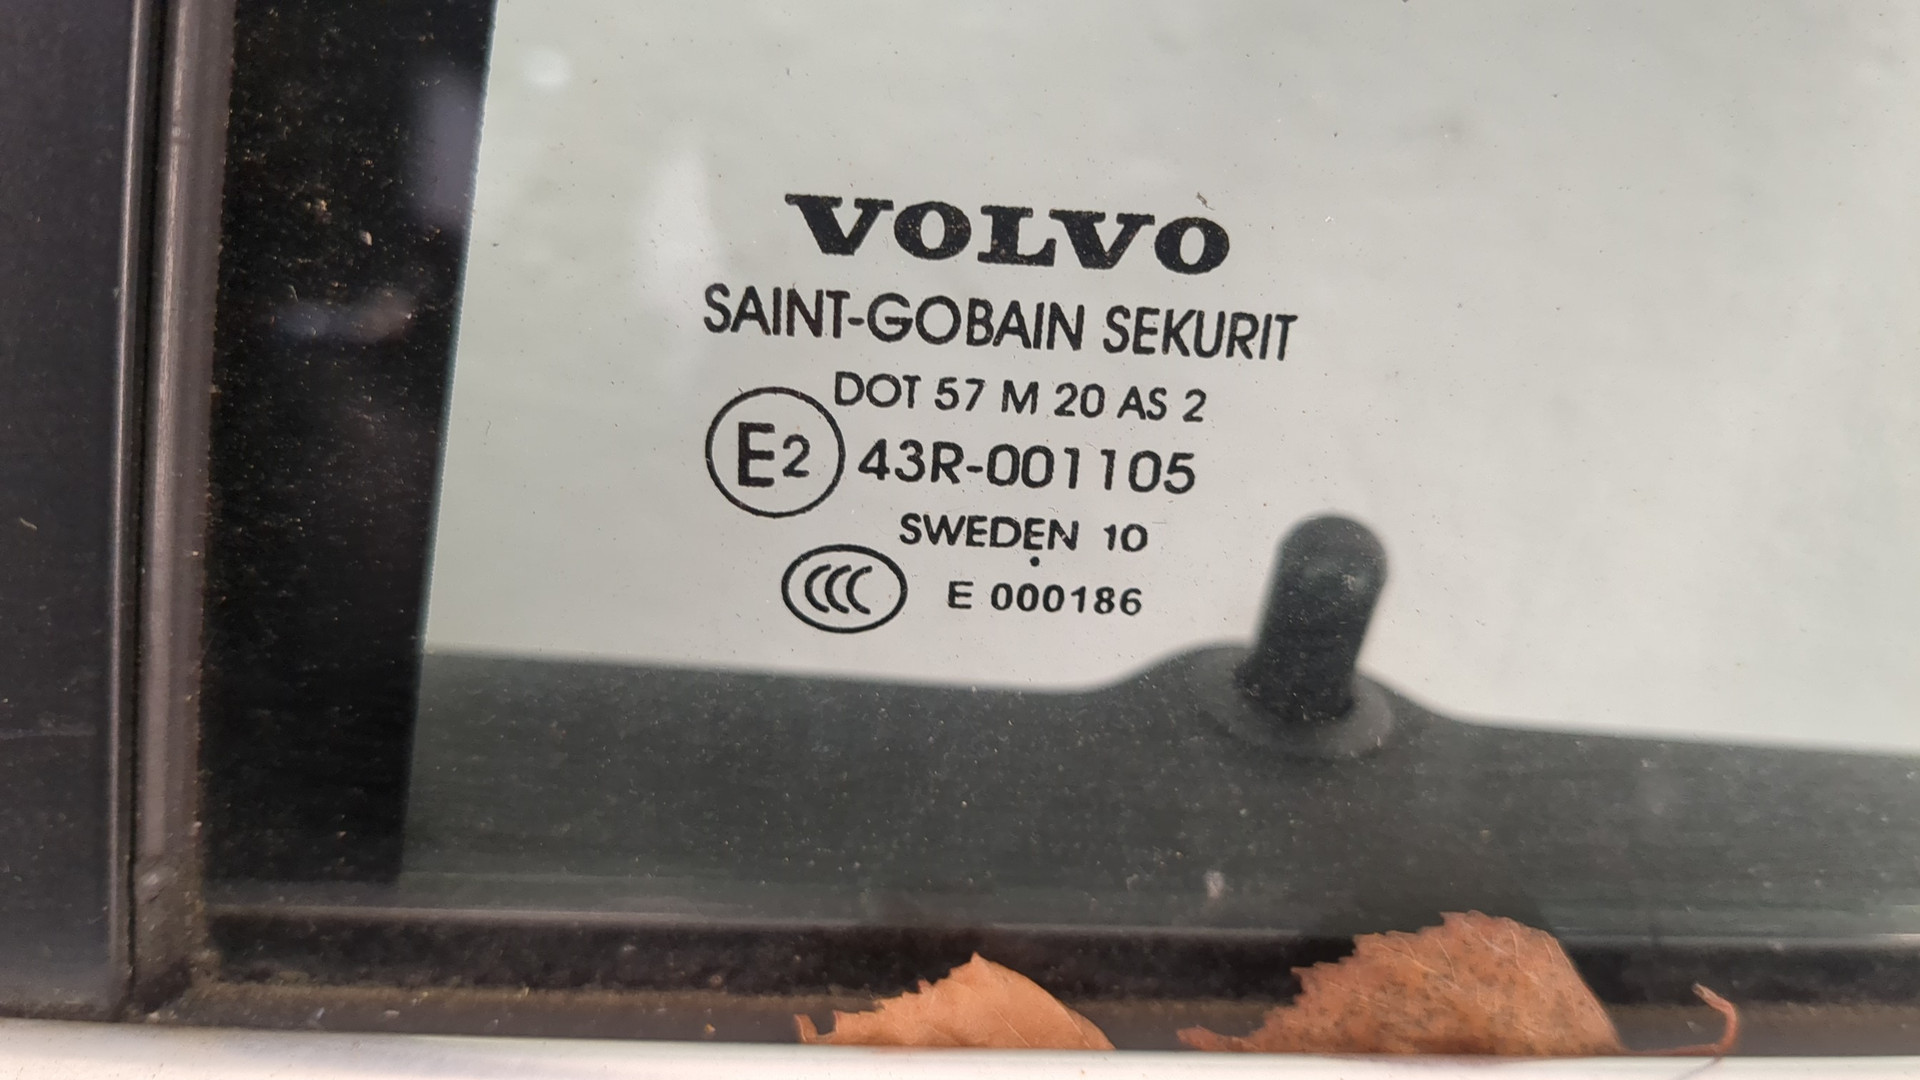 VOLVO
SAINT-GOBAIN SEKURIT
DOT 57 M 20 AS 2
E2 43R-001105
SWEDEN 10
CCC E 000186